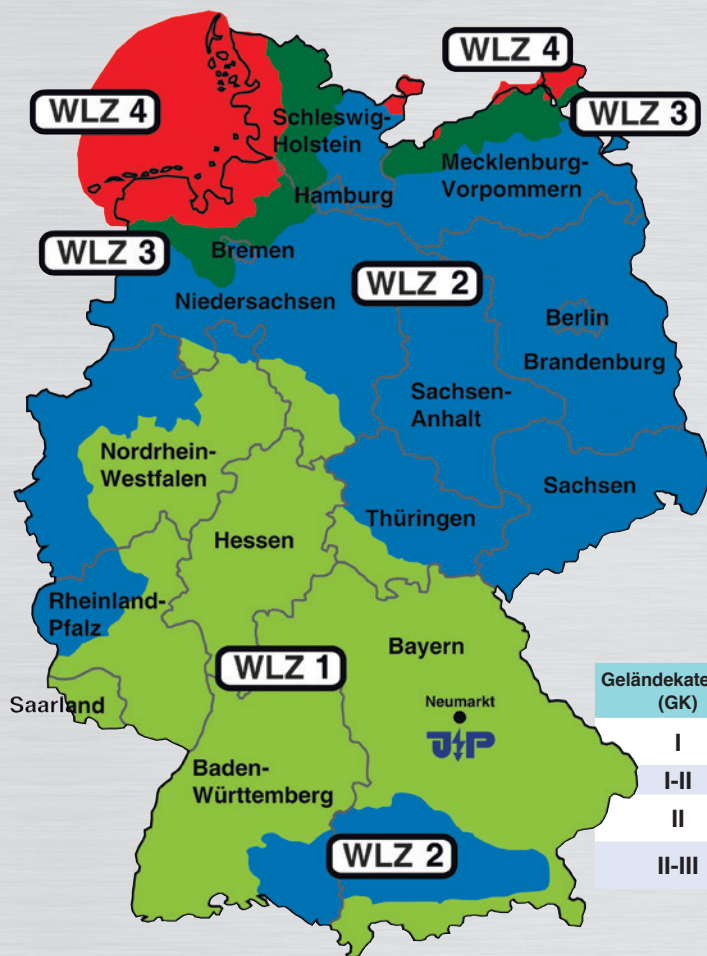 WLZ 4
WLZ 4
WLZ 3
Schleswig-
Holstein
Mecklenburg-
Vorpommern
Hamburg
WLZ 3
Bremen
WLZ 2
Niedersachsen
Berlin
Brandenburg
Sachsen-
Anhalt
Nordrhein-
Westfalen
Sachsen
Thüringen
Hessen
Rheinland-
Pfalz
Bayern
WLZ 1
Saarland
Neumarkt
J P
Baden-
Württemberg
WLZ 2
Geländekate
(GK)
I
I-II
II
II-III